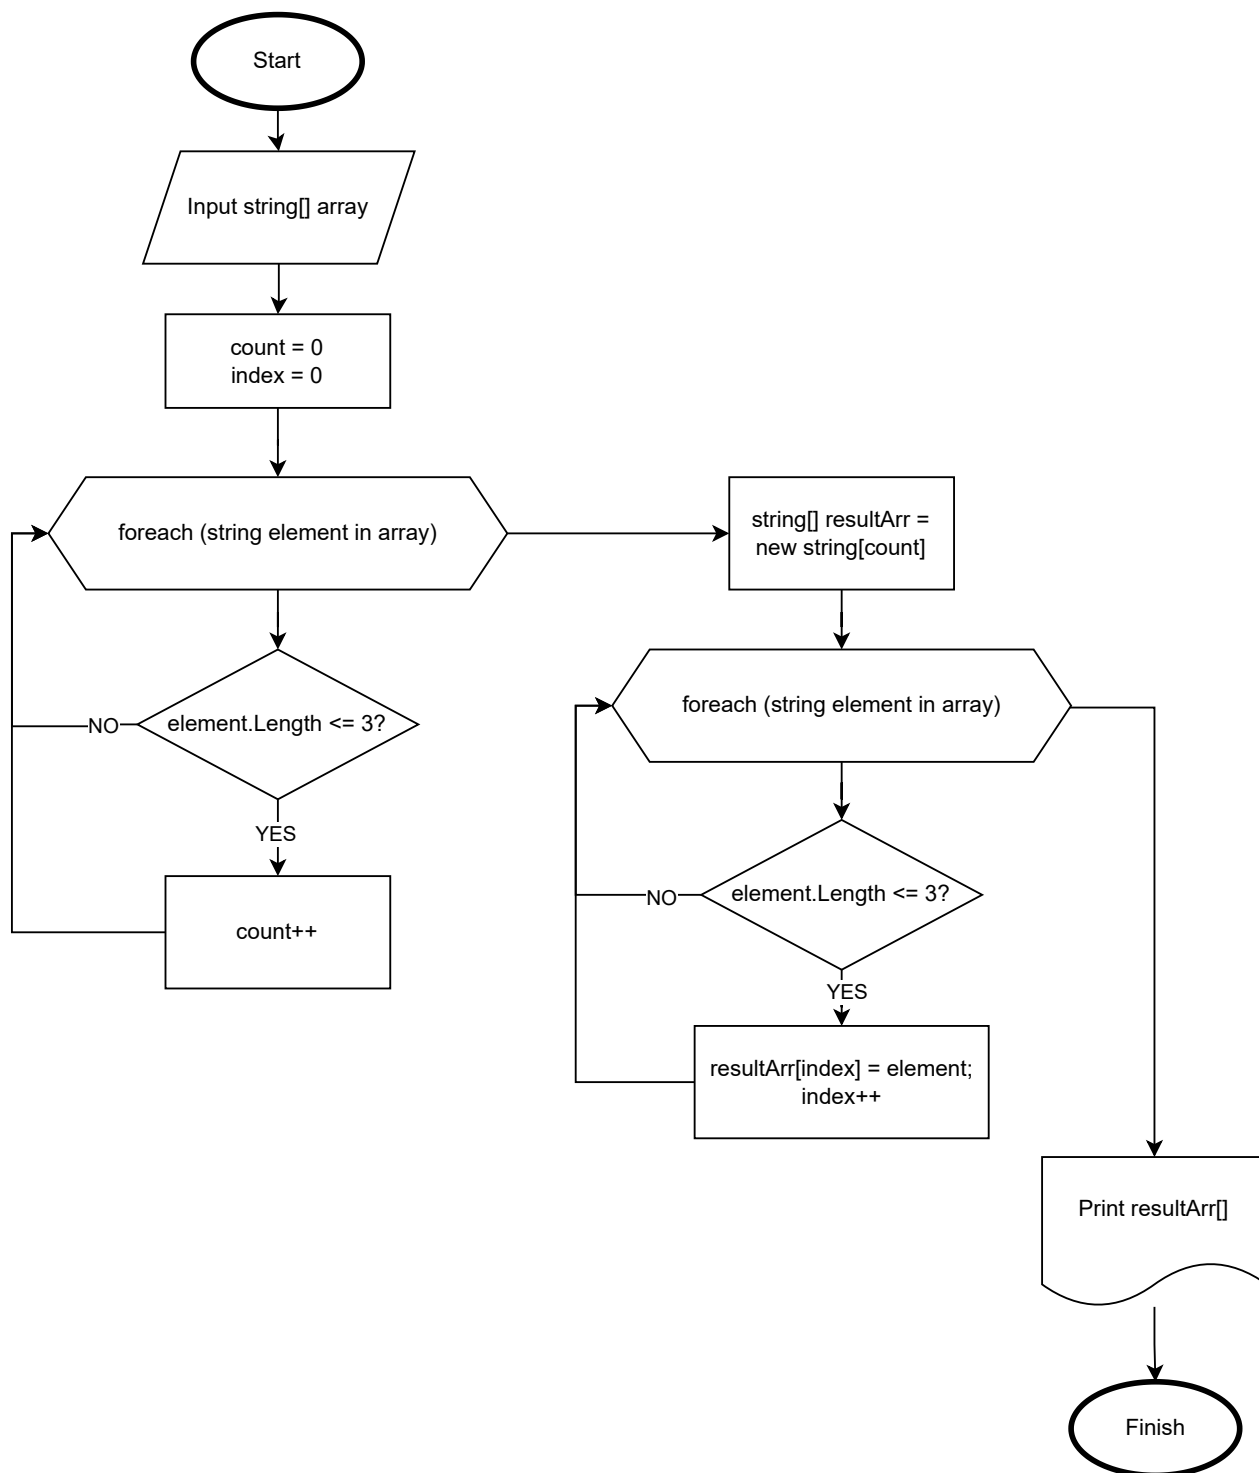 Start
Input string[] array
count = 0
index = 0
foreach (string element in array)
element.Length <= 3?
NO
YES
count++
string[] resultArr =
new string[count]
foreach (string element in array)
element.Length <= 3?
NO
YES
resultArr[index] = element;
index++
Print resultArr[]
Finish